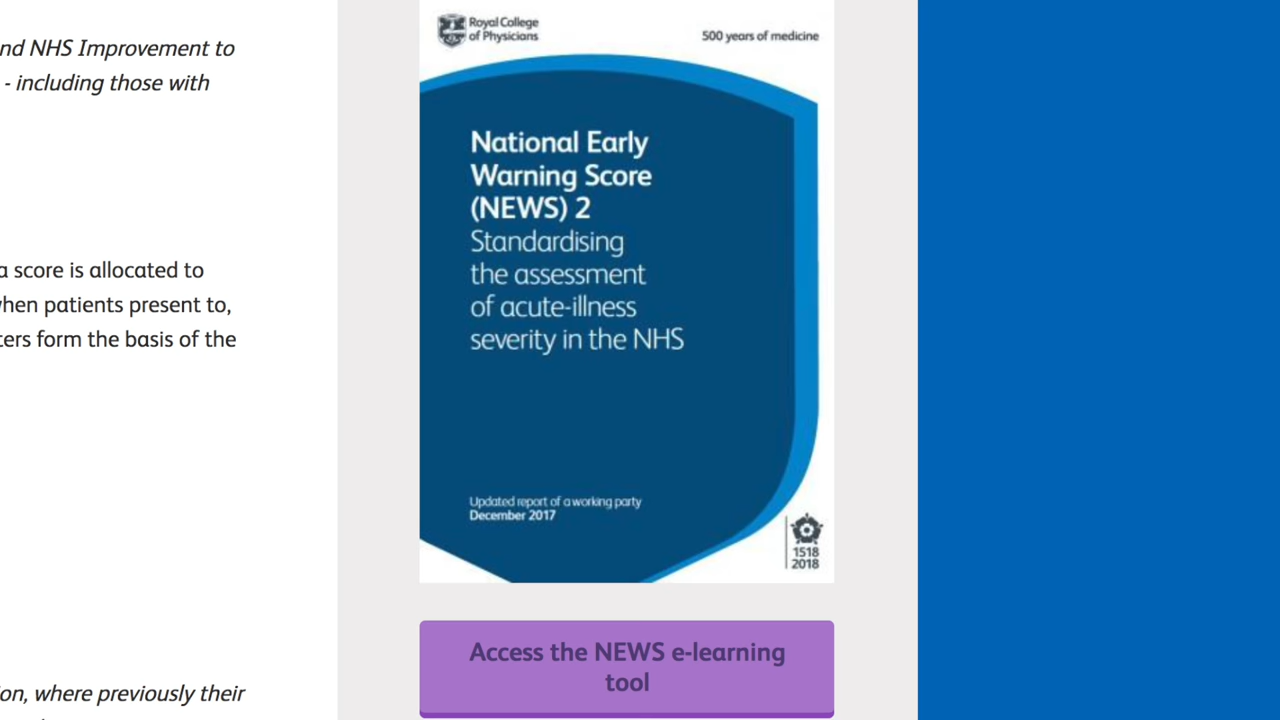 nd NHS Improvement to
- including those with
a score is allocated to
when patients present to,
ters form the basis of the
on, where previously their
Royal College
of Physicians
500 years of medicine
National Early
Warning Score
(NEWS) 2
Standardising
the assessment
of acute-illness
severity in the NHS
Updated report of a working party
December 2017
1518
2018
Access the NEWS e-learning
tool